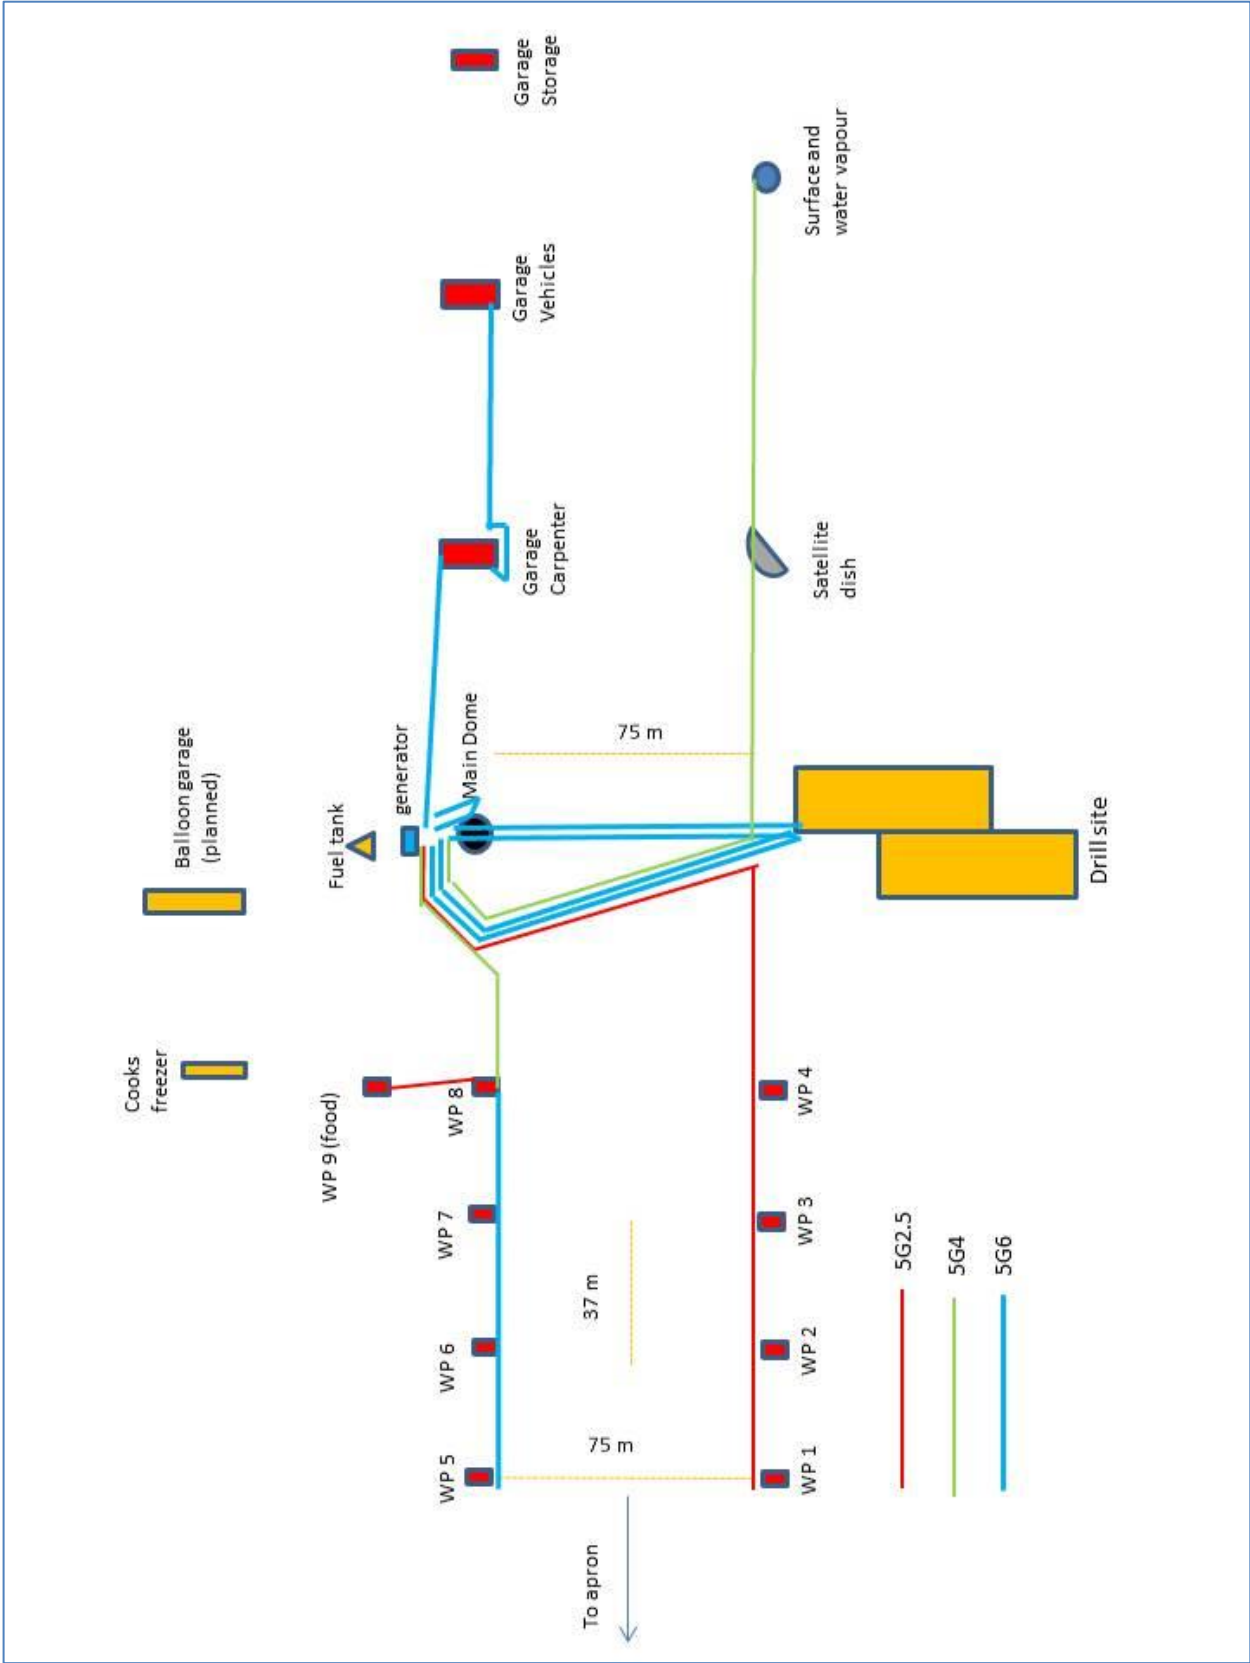 Cooks
freezer
Balloon garage
(planned)
WP 9 (food)
Fuel tank
generator
WP 5
WP 6
WP 7
WP 8
Main Dome
Garage
Carpenter
Garage
Vehicles
Garage
Storage
To apron
75 m
37 m
75 m
WP 1
WP 2
WP 3
WP 4
Satellite
dish
Surface and
water vapour
5G2.5
5G4
5G6
Drill site